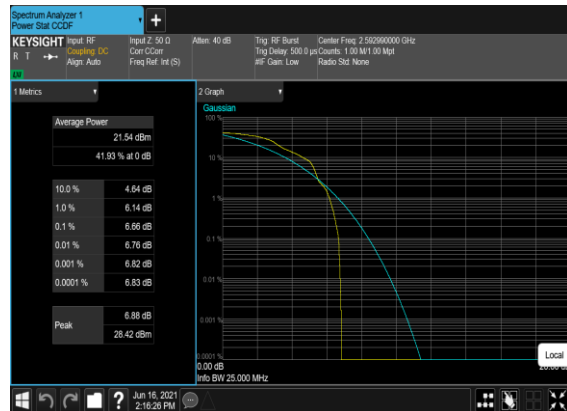 Spectrum Analyzer 1
Power Stat CCDF
+
KEYSIGHT
R T
LW
Input: RF
Coupling: DC
Align: Auto
Input Z: 50 Ω
Corr CCorr
Freq Ref: Int (S)
Atten: 40 dB
Trig: RF Burst
Trig Delay: 500.0 µs
#IF Gain: Low
Center Freq: 2.592990000 GHz
Counts: 1.00 M/1.00 Mpt
Radio Std: None
1 Metrics
Average Power
21.54 dBm
41.93 % at 0 dB
10.0 % 4.64 dB
1.0 % 6.14 dB
0.1 % 6.66 dB
0.01 % 6.76 dB
0.001 % 6.82 dB
0.0001 % 6.83 dB
Peak
6.88 dB
28.42 dBm
2 Graph
Gaussian
100 %
10 %
1 %
0.1 %
0.01 %
0.001 %
0.0001 %
0.00 dB
Info BW 25.000 MHz
Local
?
Jun 16, 2021
2:16:26 PM